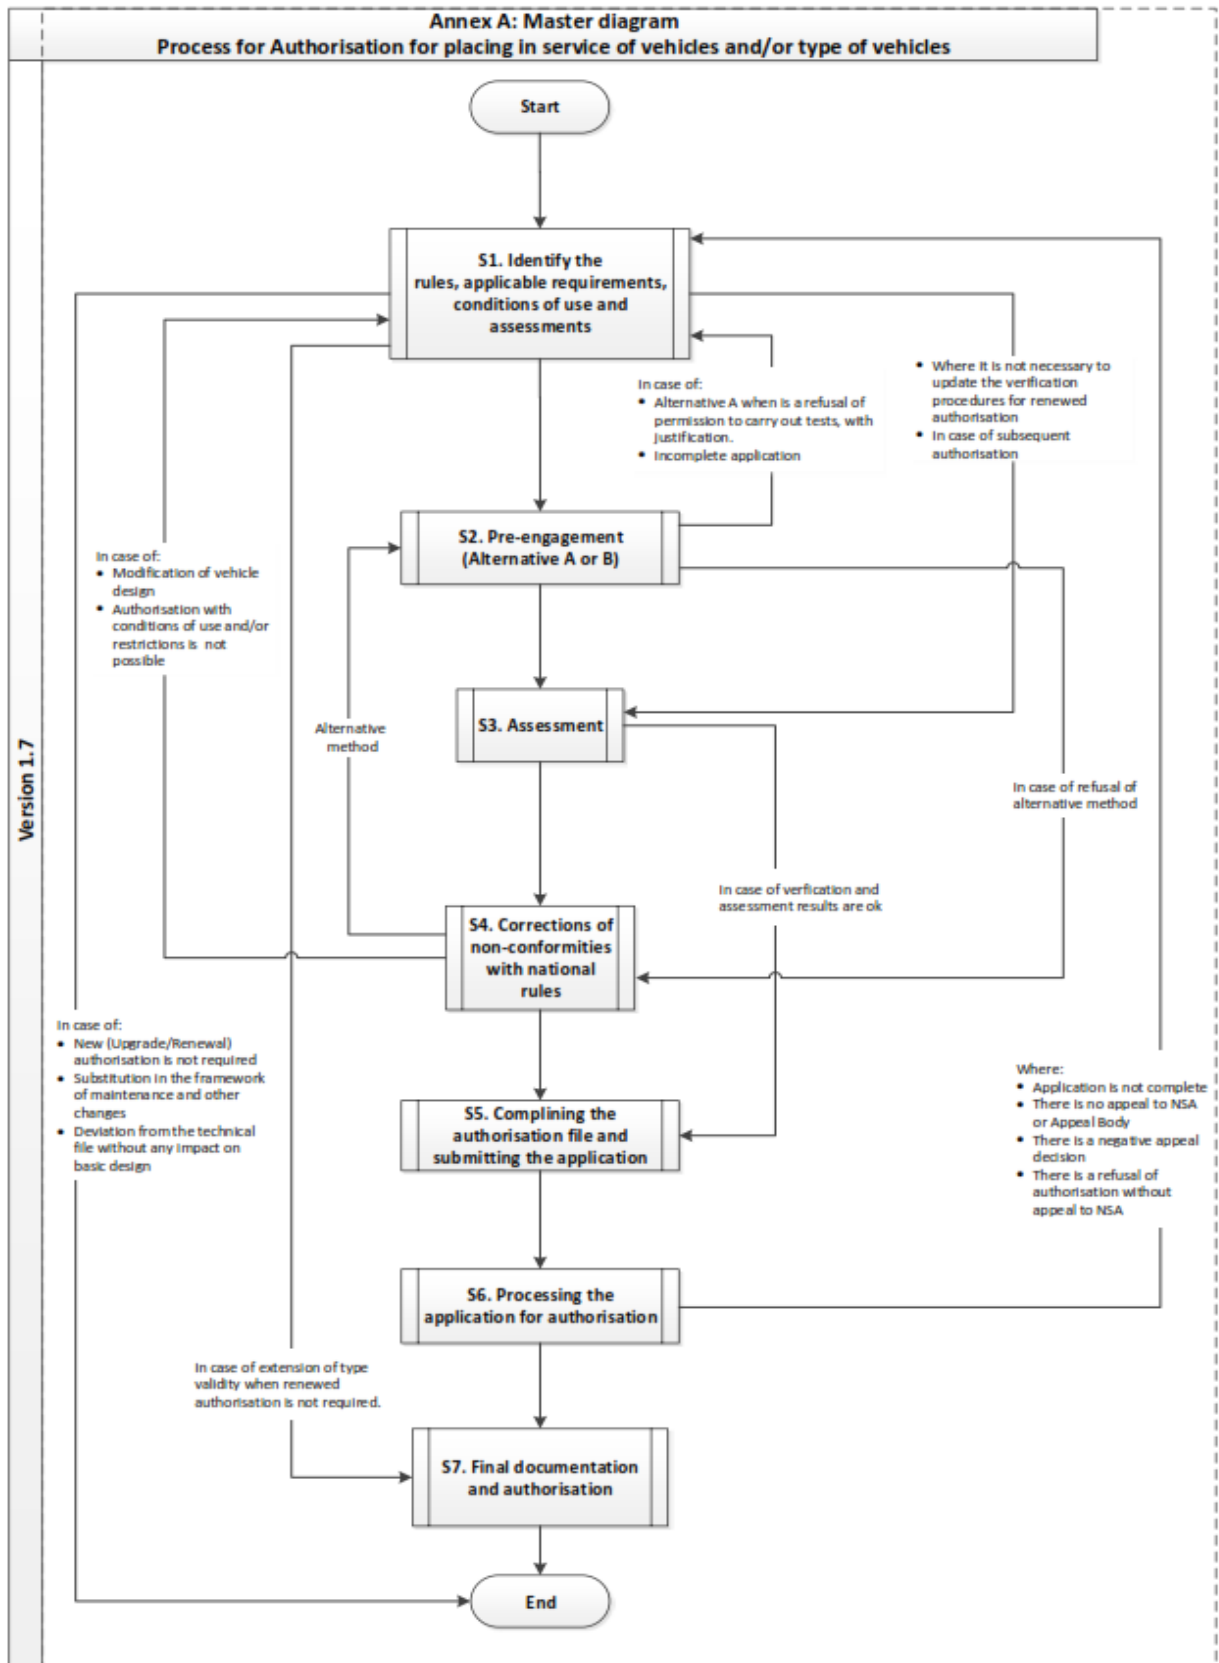 Annex A: Master diagram
Process for Authorisation for placing in service of vehicles and/or type of vehicles
Version 1.7
Start
S1. Identify the
rules, applicable requirements,
conditions of use and
assessments
In case of:
• Alternative A when is a refusal of
permission to carry out tests, with
justification.
• Incomplete application
• Where it is not necessary to
update the verification
procedures for renewed
authorisation
• In case of subsequent
authorisation
S2. Pre-engagement
(Alternative A or B)
In case of:
• Modification of vehicle
design
• Authorisation with
conditions of use and/or
restrictions is not
possible
S3. Assessment
Alternative
method
In case of refusal of
alternative method
In case of verfication and
assessment results are ok
S4. Corrections of
non-conformities
with national
rules
In case of:
• New (Upgrade/Renewal)
authorisation is not required
• Substitution in the framework
of maintenance and other
changes
• Deviation from the technical
file without any impact on
basic design
Where:
• Application is not complete
• There is no appeal to NSA
or Appeal Body
• There is a negative appeal
decision
• There is a refusal of
authorisation without
appeal to NSA
S5. Complining the
authorisation file and
submitting the application
S6. Processing the
application for authorisation
In case of extension of type
validity when renewed
authorisation is not required.
S7. Final documentation
and authorisation
End